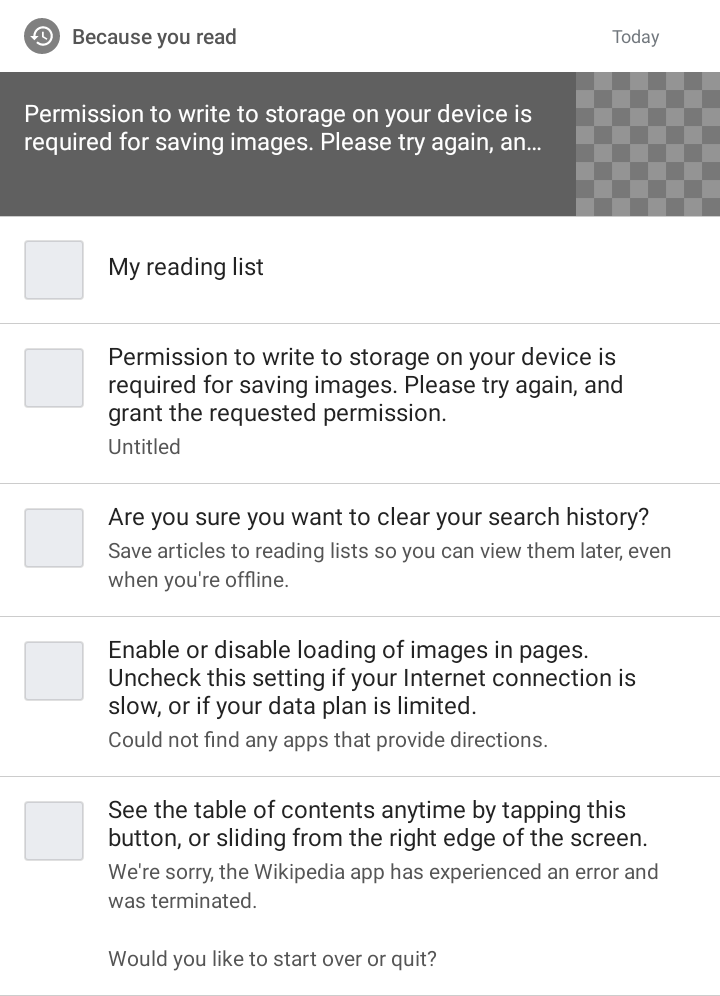 Because you read
Today
Permission to write to storage on your device is
required for saving images. Please try again, an...
My reading list
Permission to write to storage on your device is
required for saving images. Please try again, and
grant the requested permission.
Untitled
Are you sure you want to clear your search history?
Save articles to reading lists so you can view them later, even
when you're offline.
Enable or disable loading of images in pages.
Uncheck this setting if your Internet connection is
slow, or if your data plan is limited.
Could not find any apps that provide directions.
See the table of contents anytime by tapping this
button, or sliding from the right edge of the screen.
We're sorry, the Wikipedia app has experienced an error and
was terminated.
Would you like to start over or quit?